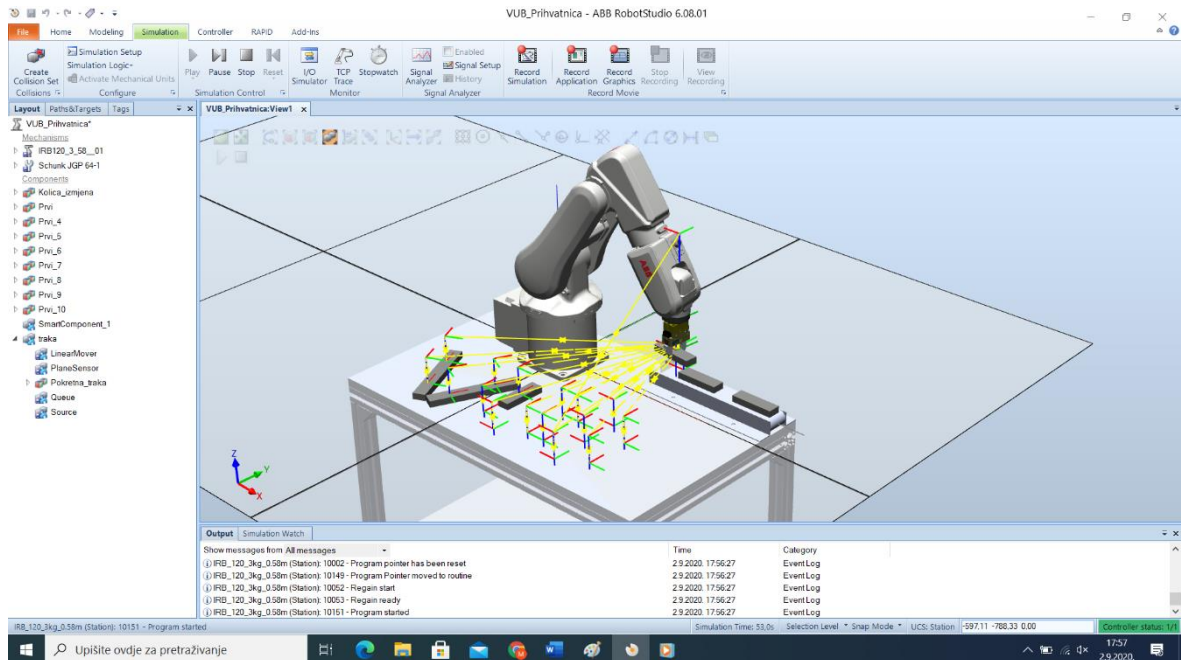 VUB_Prihvatnica - ABB RobotStudio 6.08.01
File Home Modeling Simulation Controller RAPID Add-Ins
Create Collision Set
Simulation Setup
Simulation Logic
Activate Mechanical Units
Play Pause Stop Reset
I/O Simulator
TCP Trace
Stopwatch
Signal Analyzer
Enabled
Signal Setup
History
Record Simulation
Record Application
Record Graphics
Stop Recording
View Recording
Collisions Configure Simulation Control Monitor Signal Analyzer Record Movie
Layout Paths&Targets Tags
VUB_Prihvatnica:View1
VUB_Prihvatnica*
Mechanisms
IRB120_3_58__01
Schunk JGP 64-1
Components
Kolica_izmjena
Prvi
Prvi_4
Prvi_5
Prvi_6
Prvi_7
Prvi_8
Prvi_9
Prvi_10
SmartComponent_1
traka
LinearMover
PlaneSensor
Pokretna_traka
Queue
Source
ABB
Z
Y
X
Output Simulation Watch
Show messages from All messages Time Category
IRB_120_3kg_0.58m (Station): 10002 - Program pointer has been reset 2.9.2020. 17:56:27 Event Log
IRB_120_3kg_0.58m (Station): 10149 - Program Pointer moved to routine 2.9.2020. 17:56:27 Event Log
IRB_120_3kg_0.58m (Station): 10052 - Regain start 2.9.2020. 17:56:27 Event Log
IRB_120_3kg_0.58m (Station): 10053 - Regain ready 2.9.2020. 17:56:27 Event Log
IRB_120_3kg_0.58m (Station): 10151 - Program started 2.9.2020. 17:56:27 Event Log
IRB_120_3kg_0.58m (Station): 10151 - Program started Simulation Time: 53,0s Selection Level Snap Mode UCS: Station -597,11 -788,33 0,00 Controller status: 1/1
Upišite ovdje za pretraživanje
17:57
2.9.2020.